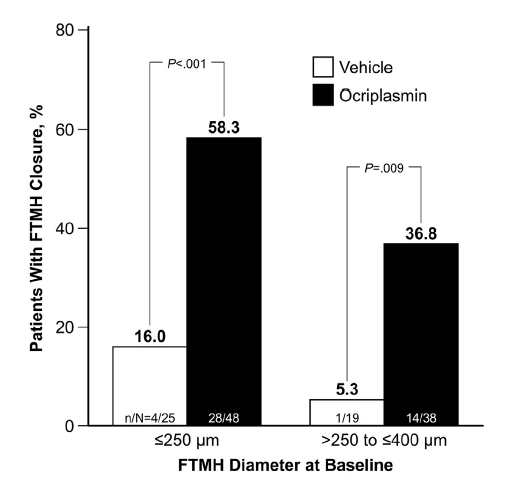 Patients With FTMH Closure, %
80
60
40
20
0
P<.001
P=.009
Vehicle
Ocriplasmin
16.0
58.3
5.3
36.8
n/N=4/25
28/48
1/19
14/38
≤250 µm
>250 to ≤400 µm
FTMH Diameter at Baseline